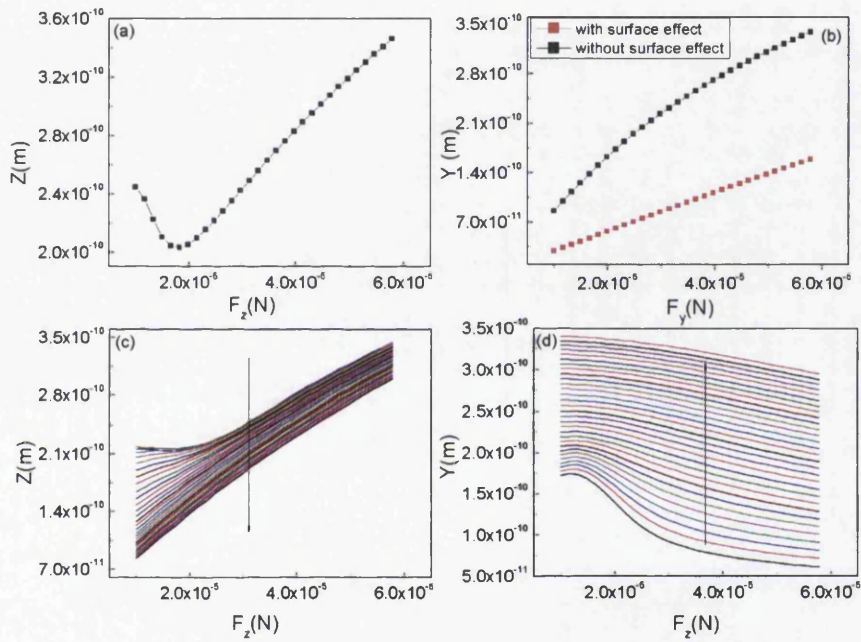 (a)
3.6x10⁻¹⁰
3.2x10⁻¹⁰
2.8x10⁻¹⁰
2.4x10⁻¹⁰
2.0x10⁻¹⁰
Z(m)
2.0x10⁻⁵ 4.0x10⁻⁵ 6.0x10⁻⁵
F_z(N)
with surface effect
without surface effect
(b)
3.5x10⁻¹⁰
2.8x10⁻¹⁰
2.1x10⁻¹⁰
1.4x10⁻¹⁰
7.0x10⁻¹¹
Y (m)
2.0x10⁻⁵ 4.0x10⁻⁵ 6.0x10⁻⁵
F_y(N)
(c)
3.5x10⁻¹⁰
2.8x10⁻¹⁰
2.1x10⁻¹⁰
1.4x10⁻¹⁰
7.0x10⁻¹¹
Z(m)
2.0x10⁻⁵ 4.0x10⁻⁵ 6.0x10⁻⁵
F_z(N)
(d)
3.5x10⁻¹⁰
3.0x10⁻¹⁰
2.5x10⁻¹⁰
2.0x10⁻¹⁰
1.5x10⁻¹⁰
1.0x10⁻¹⁰
5.0x10⁻¹¹
Y(m)
2.0x10⁻⁵ 4.0x10⁻⁵ 6.0x10⁻⁵
F_z(N)